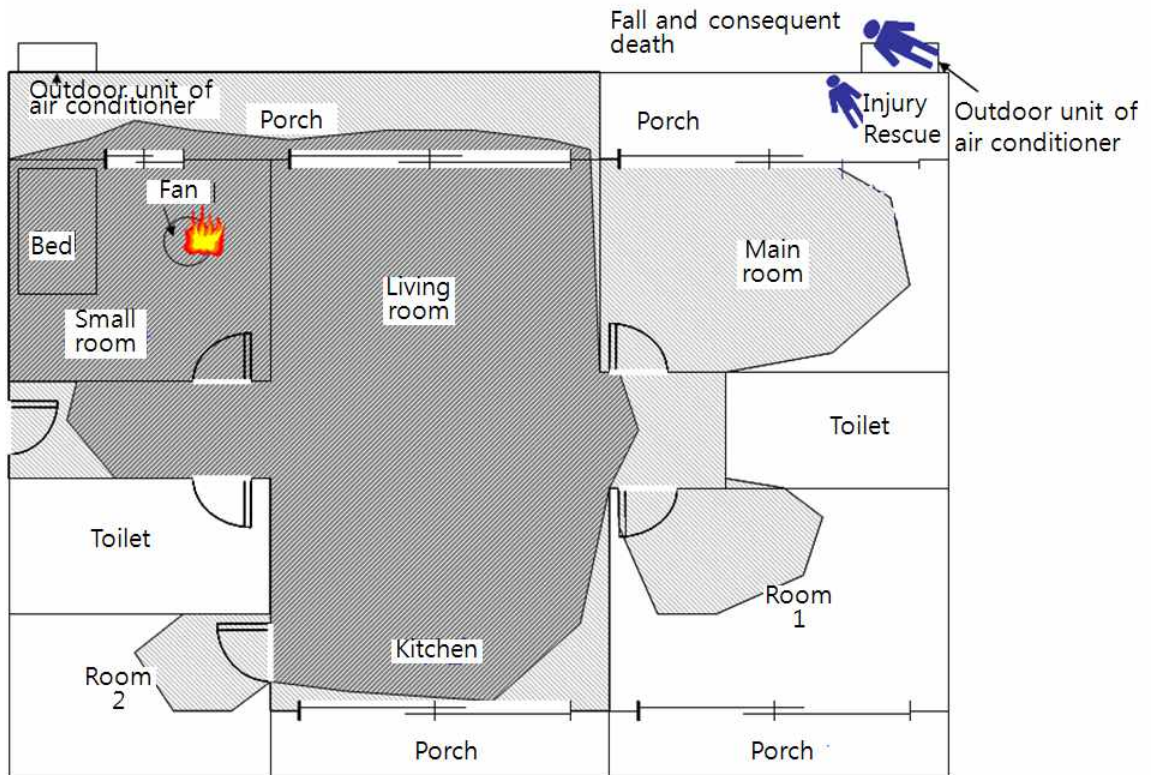 Fall and consequent
death
Outdoor unit of
air conditioner
Porch
Porch
Injury
Rescue
Outdoor unit of
air conditioner
Fan
Bed
Small
room
Living
room
Main
room
Toilet
Toilet
Room
1
Kitchen
Room
2
Porch
Porch